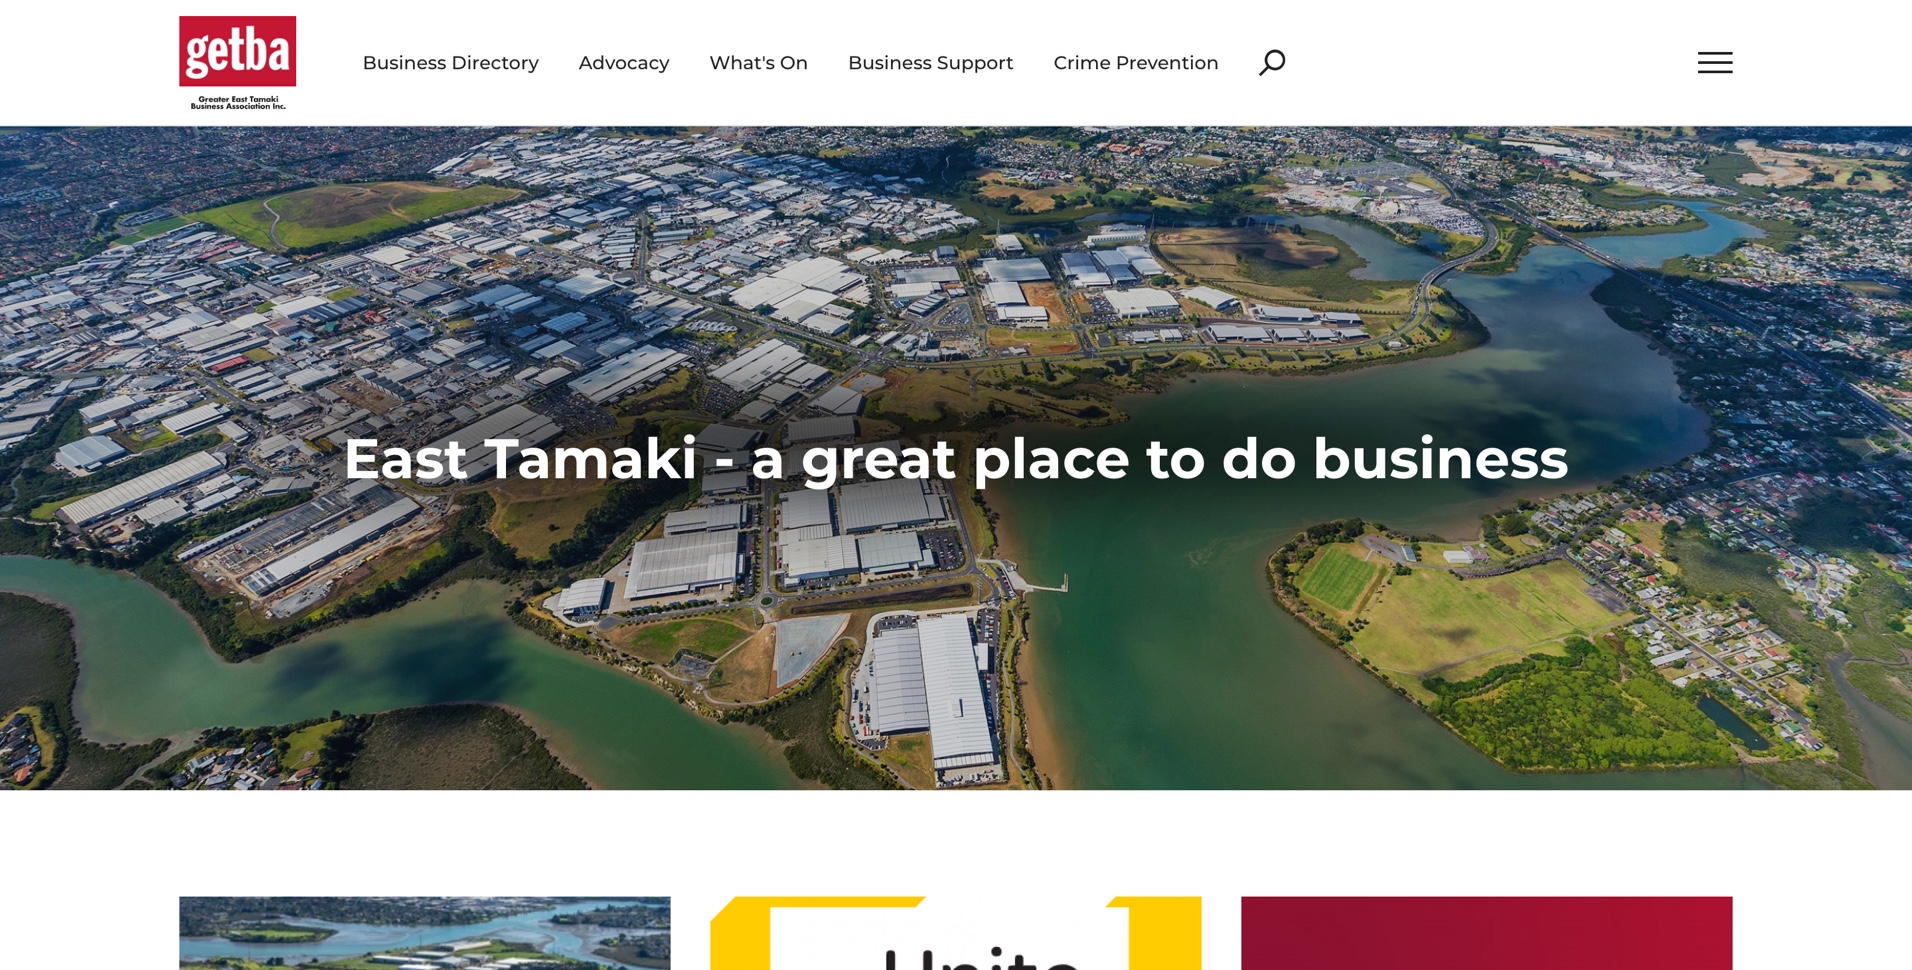 getba
Greater East Tamaki
Business Association Inc.
Business Directory
Advocacy
What's On
Business Support
Crime Prevention
East Tamaki - a great place to do business
Unite